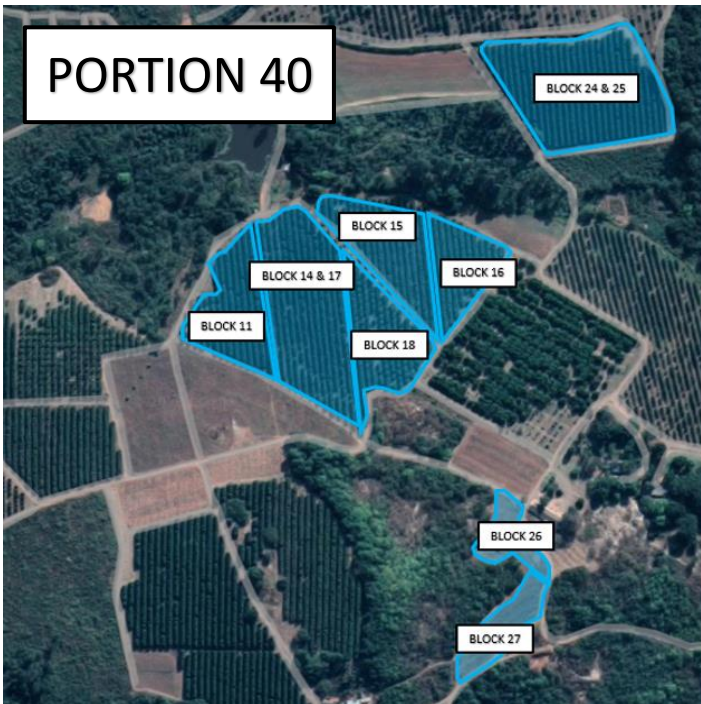 PORTION 40
BLOCK 24 & 25
BLOCK 15
BLOCK 14 & 17
BLOCK 16
BLOCK 11
BLOCK 18
BLOCK 26
BLOCK 27